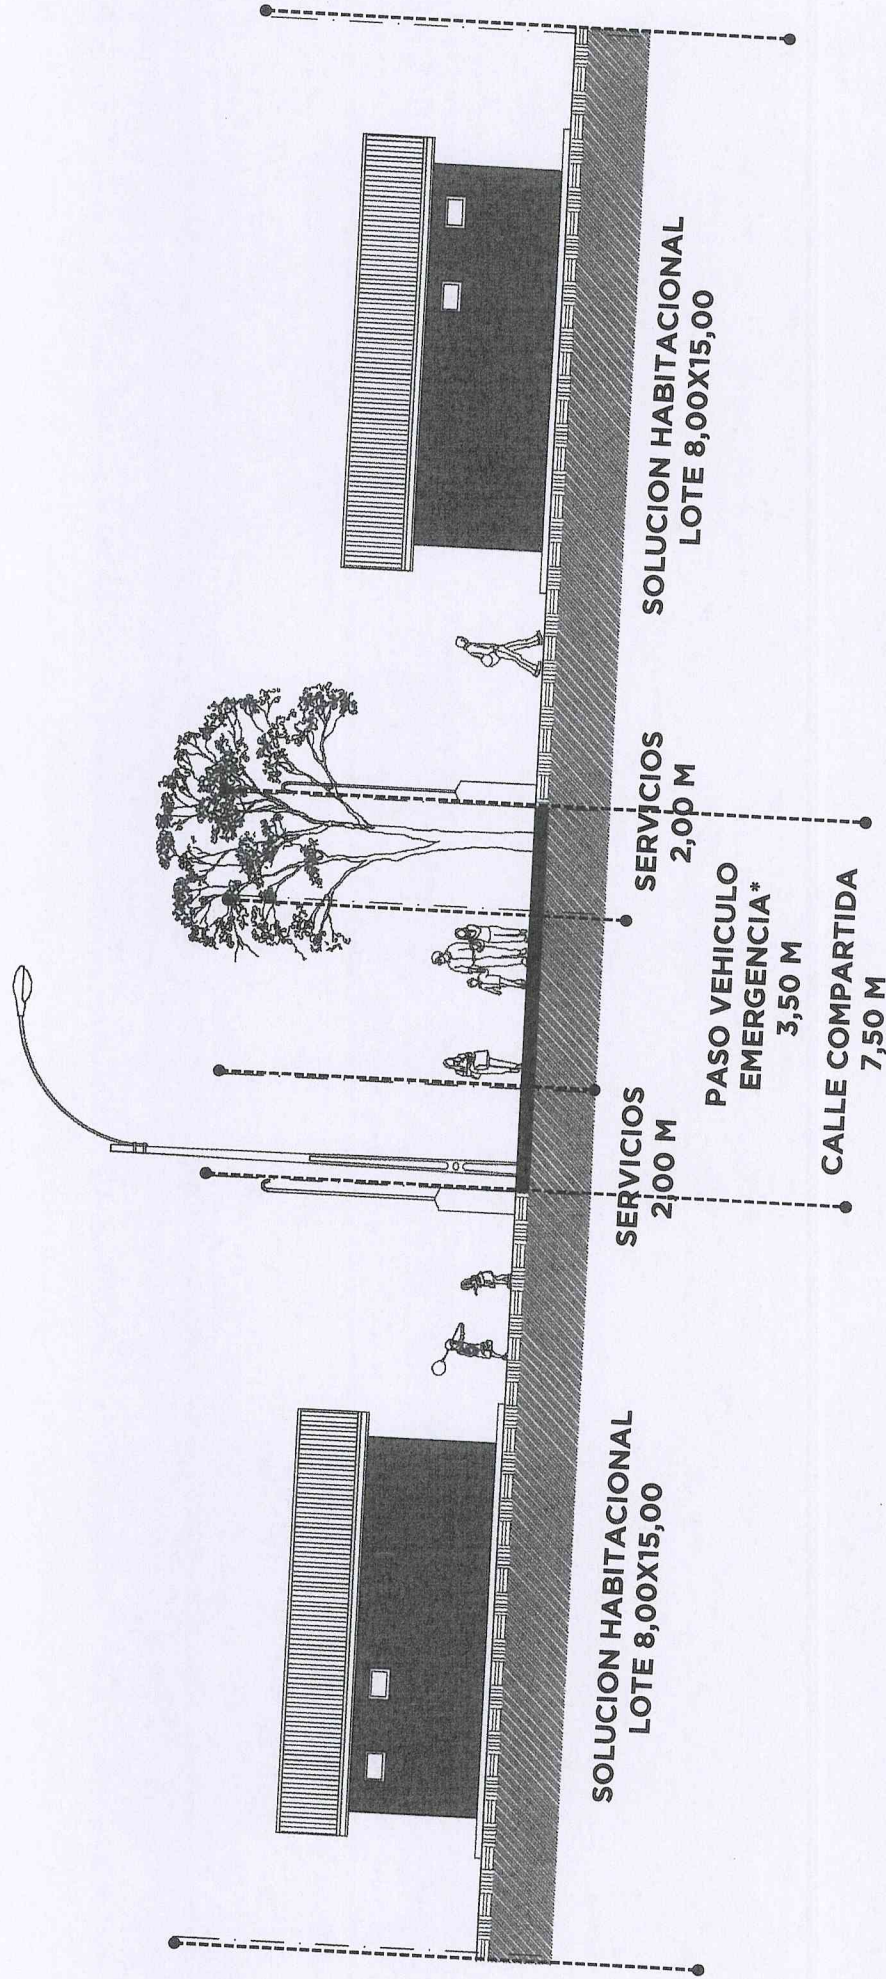 SOLUCION HABITACIONAL
LOTE 8,00X15,00
SERVICIOS
2,00 M
PASO VEHICULO
EMERGENCIA*
3,50 M
CALLE COMPARTIDA
7,50 M
SERVICIOS
2,00 M
SOLUCION HABITACIONAL
LOTE 8,00X15,00